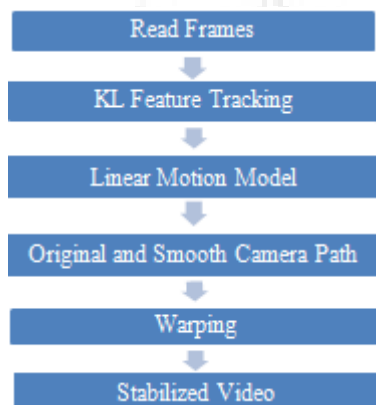 Read Frames
KL Feature Tracking
Linear Motion Model
Original and Smooth Camera Path
Warping
Stabilized Video